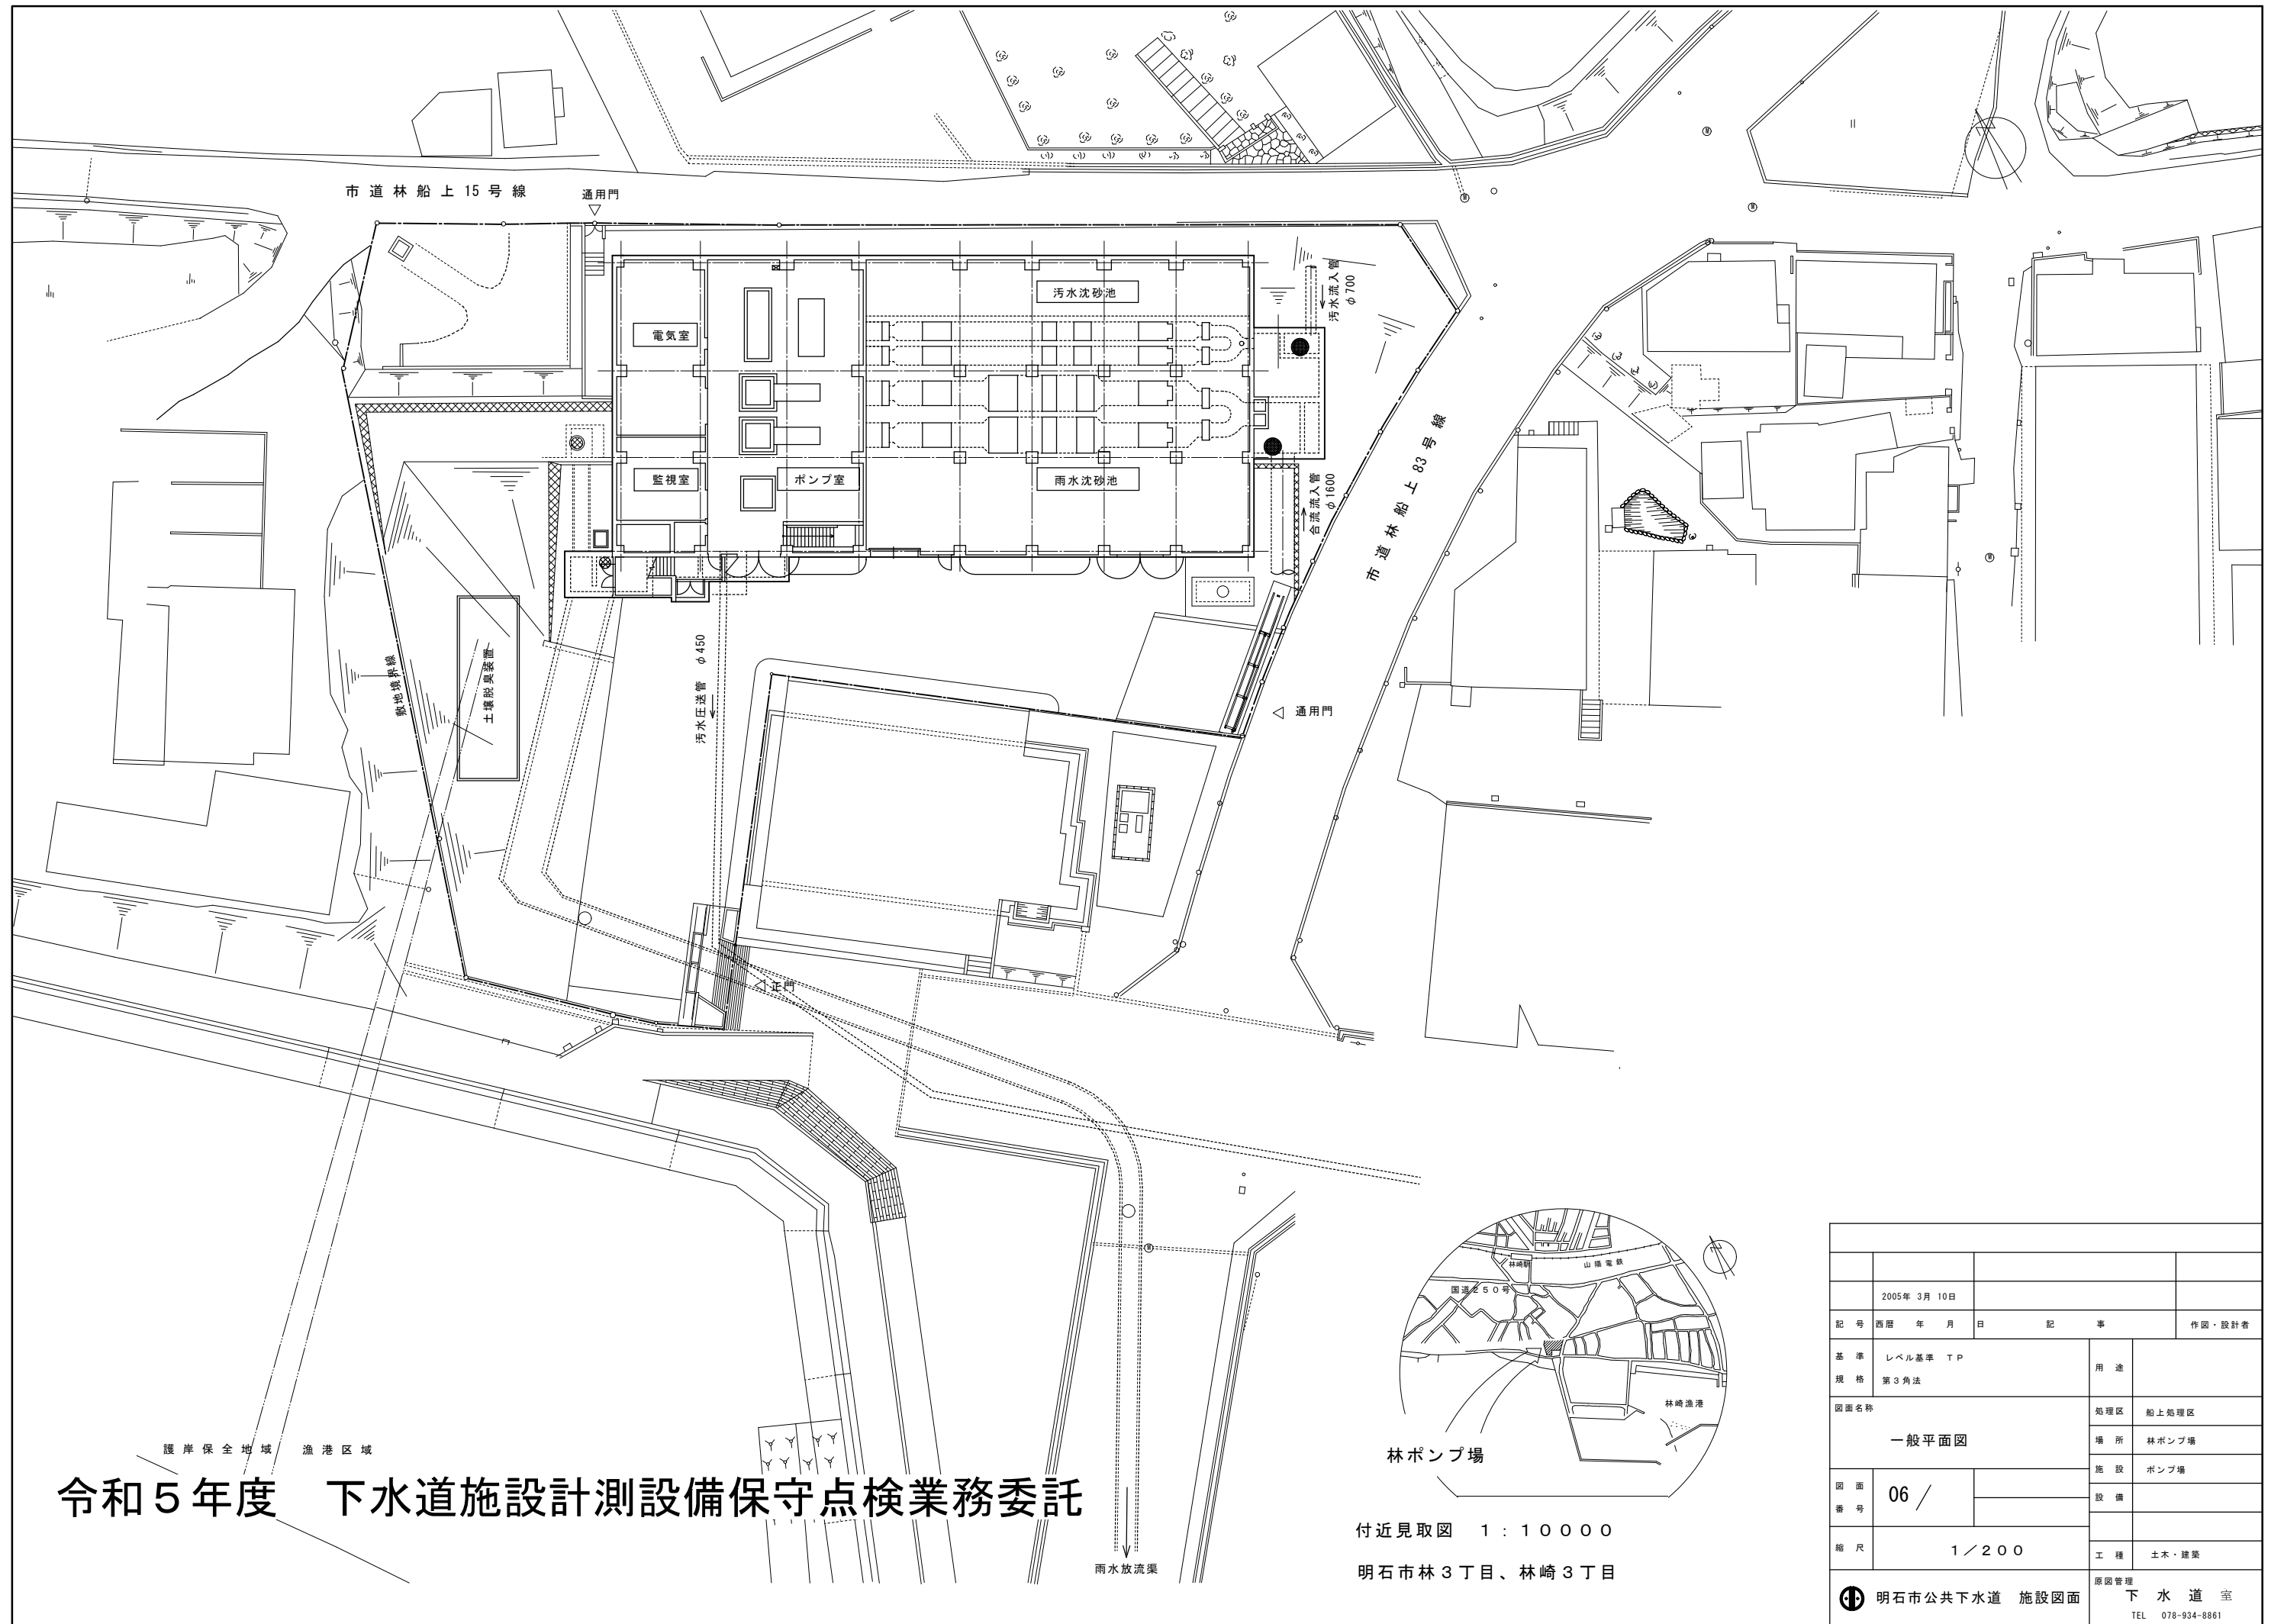 市道林船上15号線
通用門
汚水沈砂池
汚水流入管
φ700
電気室
監視室
ポンプ室
雨水沈砂池
合流流入管
φ1600
市道林船上83号線
敷地境界線
土壌脱臭装置
汚水圧送管 φ450
通用門
正門
護岸保全地域 漁港区域
令和5年度 下水道施設計測設備保守点検業務委託
雨水放流渠
林崎駅
山陽電鉄
国道250号
林崎漁港
林ポンプ場
付近見取図 1:10000
明石市林3丁目、林崎3丁目
2005年 3月 10日
記号 西暦 年 月 日 記事 作図・設計者
基準 レベル基準 TP
規格 第3角法
用途
図面名称
一般平面図
処理区 船上処理区
場所 林ポンプ場
施設 ポンプ場
図面番号 06/
設備
縮尺 1/200
工種 土木・建築
明石市公共下水道 施設図面
原図管理
下水道室
TEL 078-934-8861